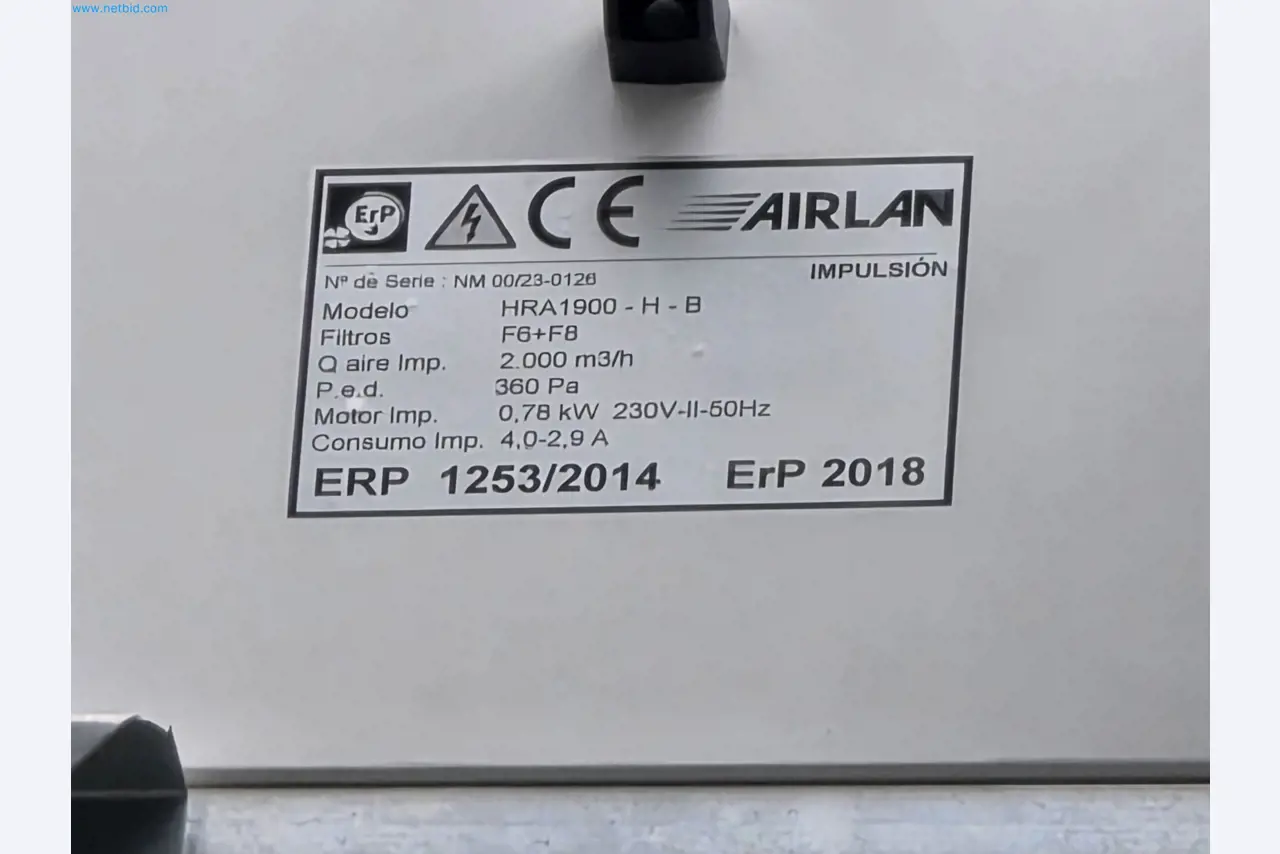 www.netbid.com
ErP CE AIRLAN
IMPULSIÓN
Nº de Serie : NM 00/23-0126
Modelo HRA1900 - H - B
Filtros F6+F8
Q aire Imp. 2.000 m3/h
P.e.d. 360 Pa
Motor Imp. 0,78 kW 230V-II-50Hz
Consumo Imp. 4,0-2,9 A
ERP 1253/2014 ErP 2018